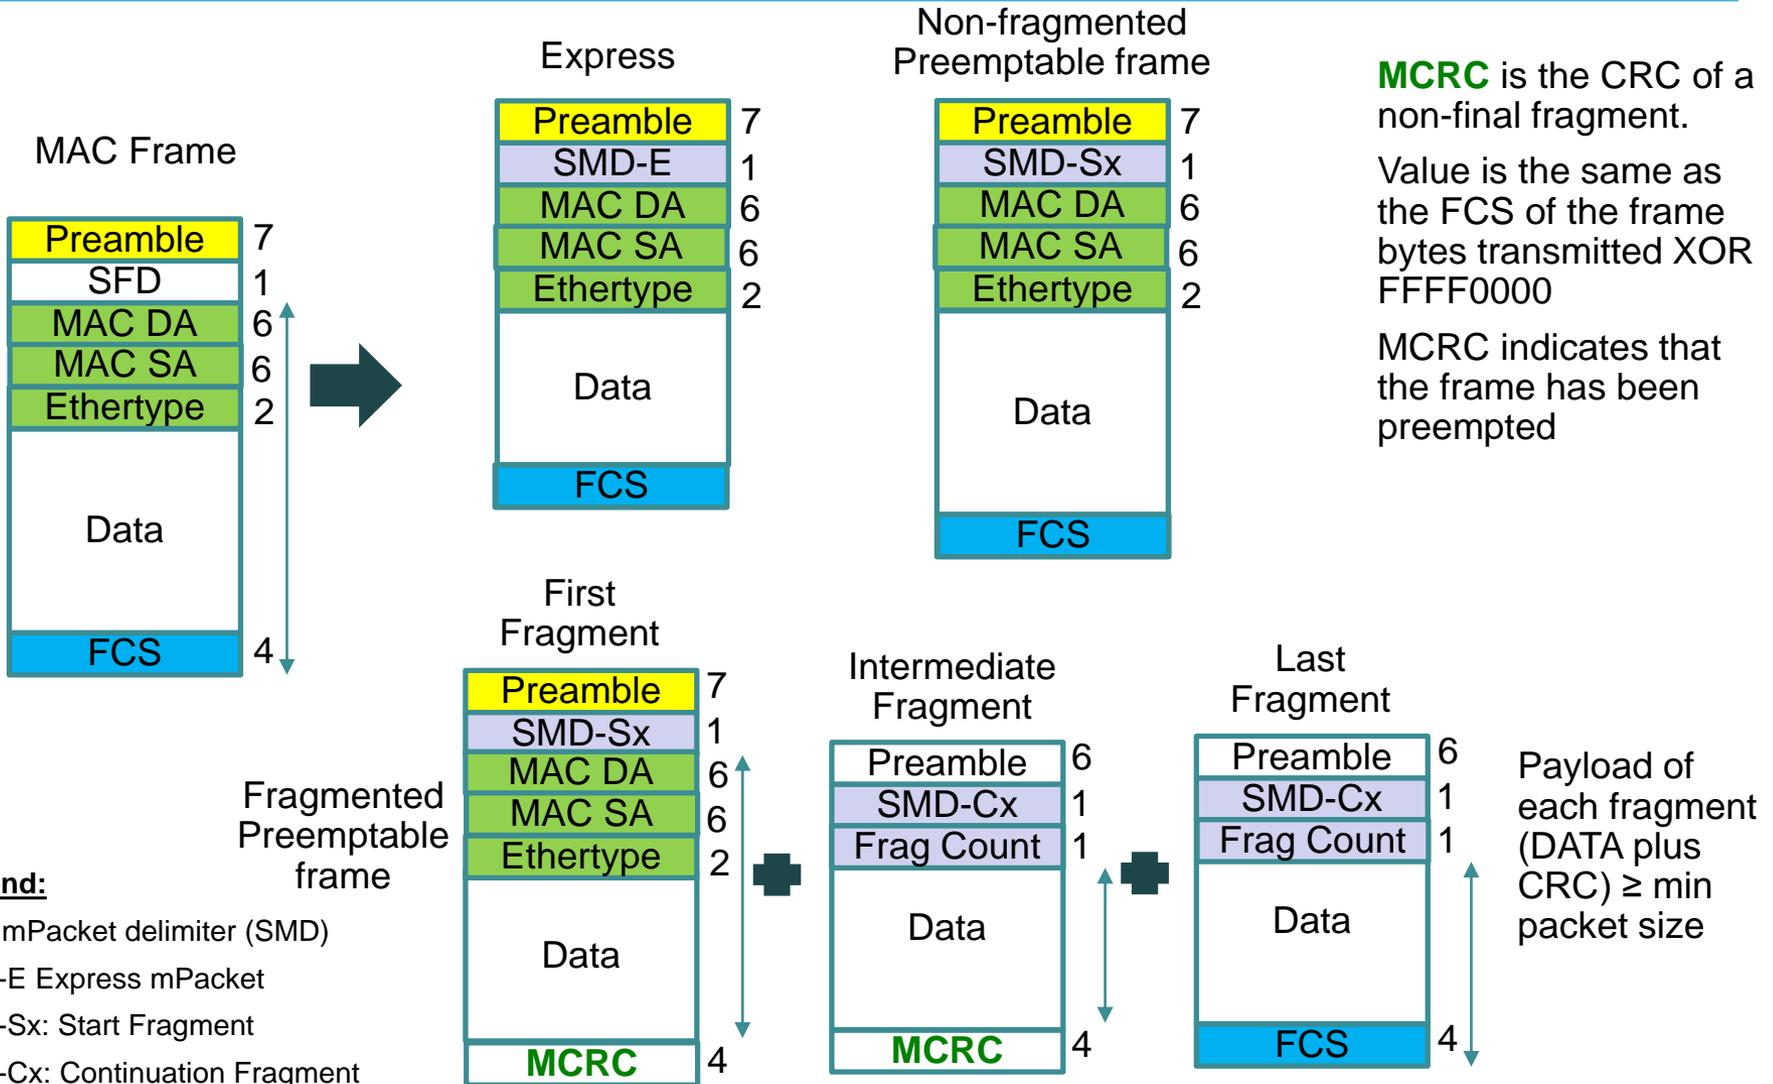 MAC Frame
Preamble 7
SFD 1
MAC DA 6
MAC SA 6
Ethertype 2
Data
FCS 4
Express
Preamble 7
SMD-E 1
MAC DA 6
MAC SA 6
Ethertype 2
Data
FCS
Non-fragmented
Preemptable frame
Preamble 7
SMD-Sx 1
MAC DA 6
MAC SA 6
Ethertype 2
Data
FCS
MCRC is the CRC of a
non-final fragment.
Value is the same as
the FCS of the frame
bytes transmitted XOR
FFFF0000
MCRC indicates that
the frame has been
preempted
Fragmented
Preemptable
frame
First
Fragment
Preamble 7
SMD-Sx 1
MAC DA 6
MAC SA 6
Ethertype 2
Data
MCRC 4
Intermediate
Fragment
Preamble 6
SMD-Cx 1
Frag Count 1
Data
MCRC 4
Last
Fragment
Preamble 6
SMD-Cx 1
Frag Count 1
Data
FCS 4
Payload of
each fragment
(DATA plus
CRC) ≥ min
packet size
nd:
mPacket delimiter (SMD)
-E Express mPacket
-Sx: Start Fragment
-Cx: Continuation Fragment